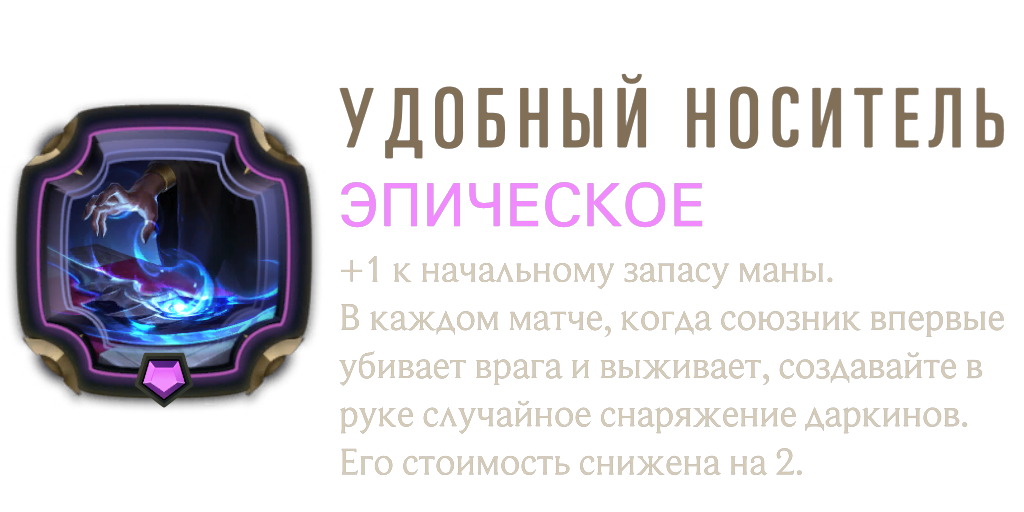 УДОБНЫЙ НОСИТЕЛЬ
ЭПИЧЕСКОЕ
+1 к начальному запасу маны.
В каждом матче, когда союзник впервые
убивает врага и выживает, создавайте в
руке случайное снаряжение даркинов.
Его стоимость снижена на 2.